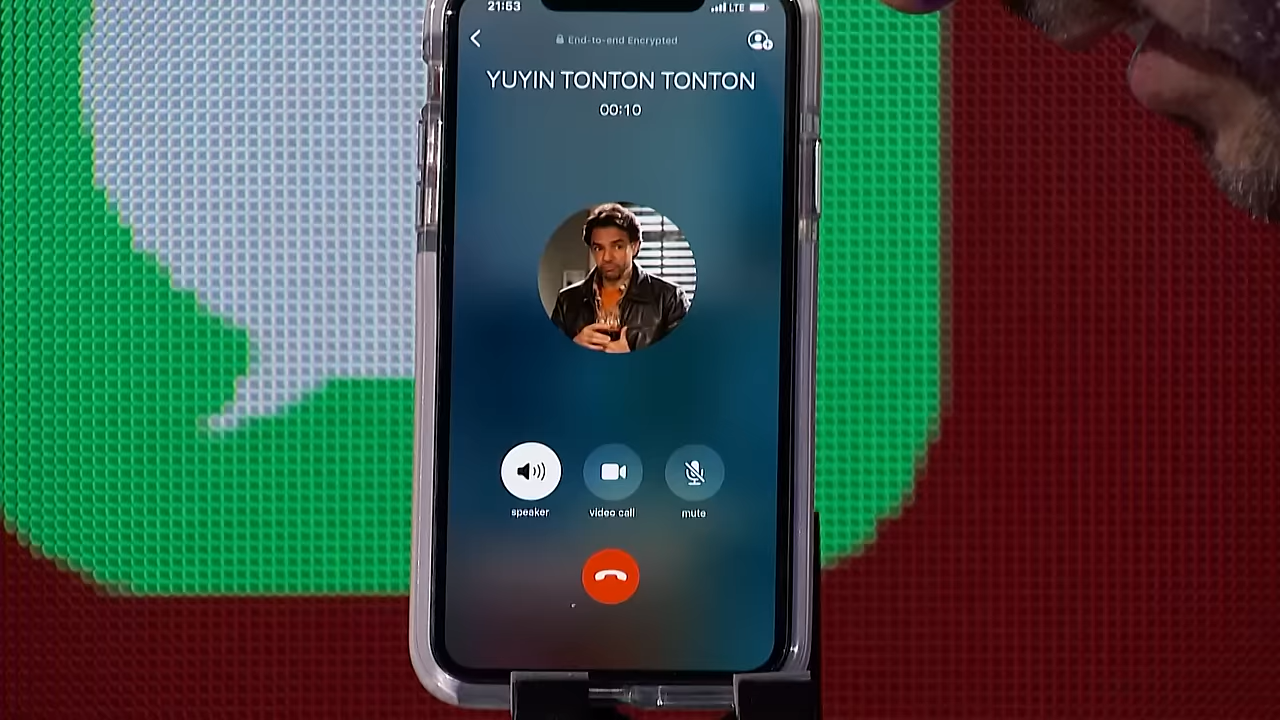 21:53
LTE
End-to-end Encrypted
YUYIN TONTON TONTON
00:10
speaker
video call
mute